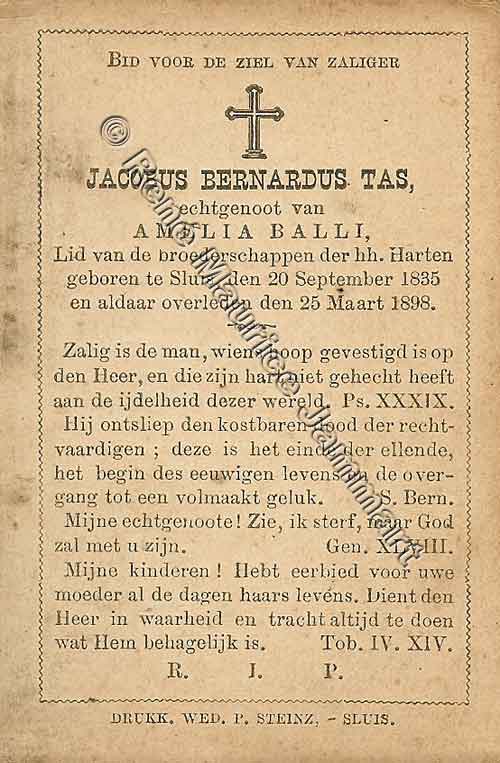 BID VOOR DE ZIEL VAN ZALIGER
JACOBUS BERNARDUS TAS,
echtgenoot van
AMELIA BALLI,
Lid van de broederschappen der hh. Harten
geboren te Sluis den 20 September 1835
en aldaar overleden den 25 Maart 1898.
Zalig is de man, wiens hoop gevestigd is op
den Heer, en die zijn hart niet gehecht heeft
aan de ijdelheid dezer wereld. Ps. XXXIX.
Hij ontsliep den kostbaren dood der recht-
vaardigen ; deze is het einde der ellende,
het begin des eeuwigen levens en de over-
gang tot een volmaakt geluk. S. Bern.
Mijne echtgenoote! Zie, ik sterf, maar God
zal met u zijn. Gen. XLVIII.
Mijne kinderen ! Hebt eerbied voor uwe
moeder al de dagen haars levens. Dient den
Heer in waarheid en tracht altijd te doen
wat Hem behagelijk is. Tob. IV. XIV.
R. I. P.
DRUKK. WED. P. STEINZ, - SLUIS.
© René Maurice Jammart